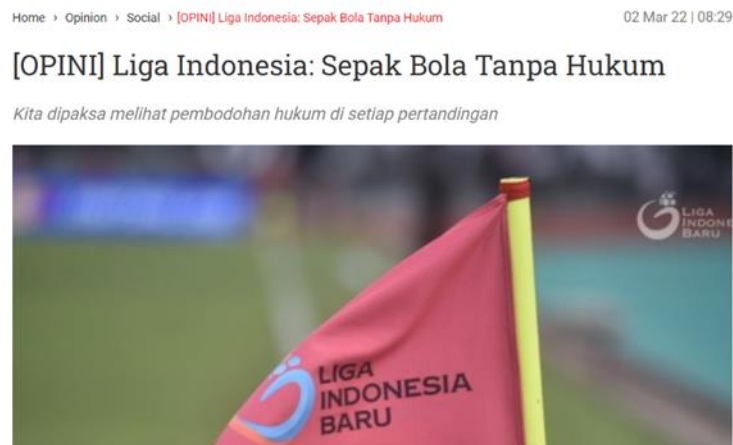 Home › Opinion › Social › [OPINI] Liga Indonesia: Sepak Bola Tanpa Hukum
02 Mar 22 | 08:29
[OPINI] Liga Indonesia: Sepak Bola Tanpa Hukum
Kita dipaksa melihat pembodohan hukum di setiap pertandingan
LIGA
INDONE
BARU
LIGA
INDONESIA
BARU